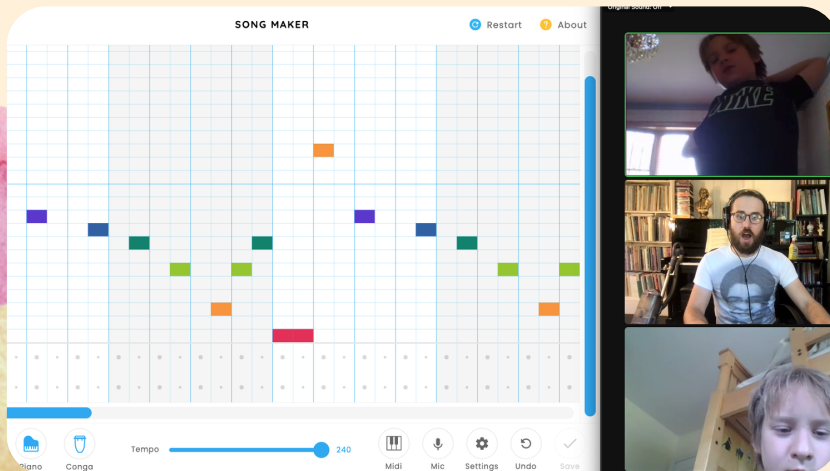 SONG MAKER
Restart
About
Original Sound: Off
NIKE
Tempo
240
Piano
Conga
Midi
Mic
Settings
Undo
Save